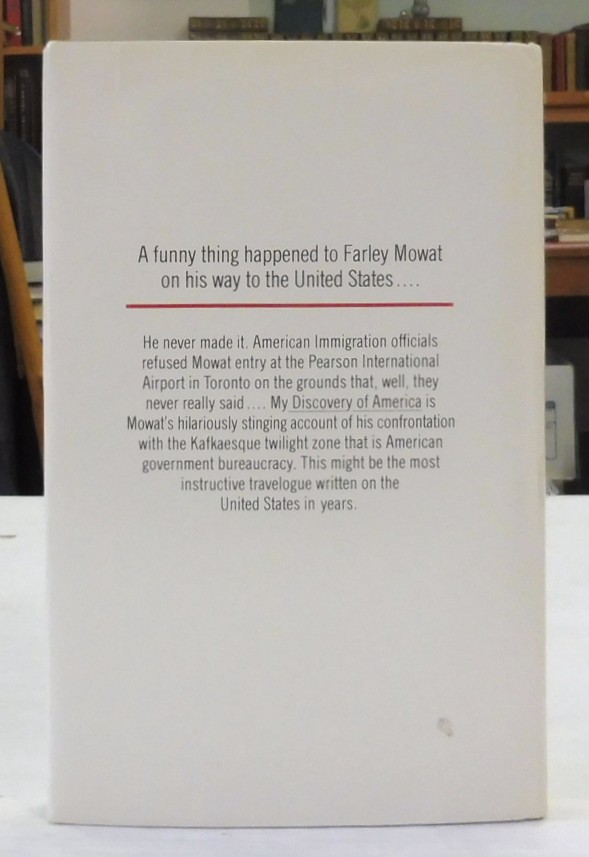 A funny thing happened to Farley Mowat
on his way to the United States....
He never made it. American Immigration officials
refused Mowat entry at the Pearson International
Airport in Toronto on the grounds that, well, they
never really said.... My Discovery of America is
Mowat's hilariously stinging account of his confrontation
with the Kafkaesque twilight zone that is American
government bureaucracy. This might be the most
instructive travelogue written on the
United States in years.